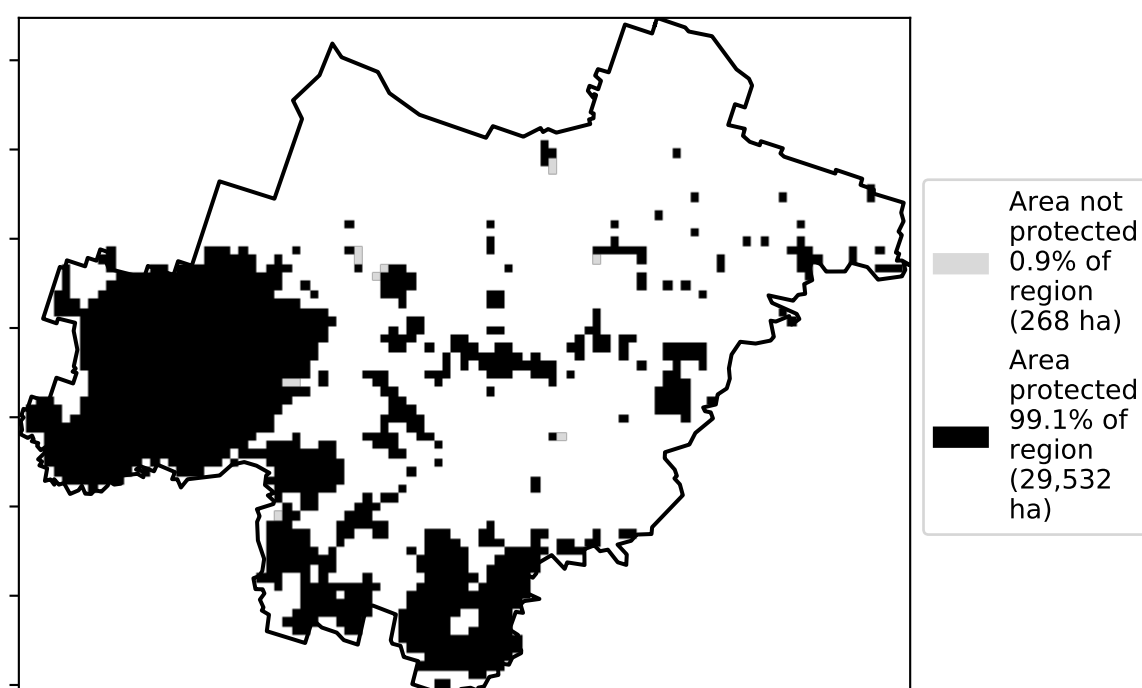 Area not
protected
0.9% of
region
(268 ha)
Area
protected
99.1% of
region
(29,532
ha)